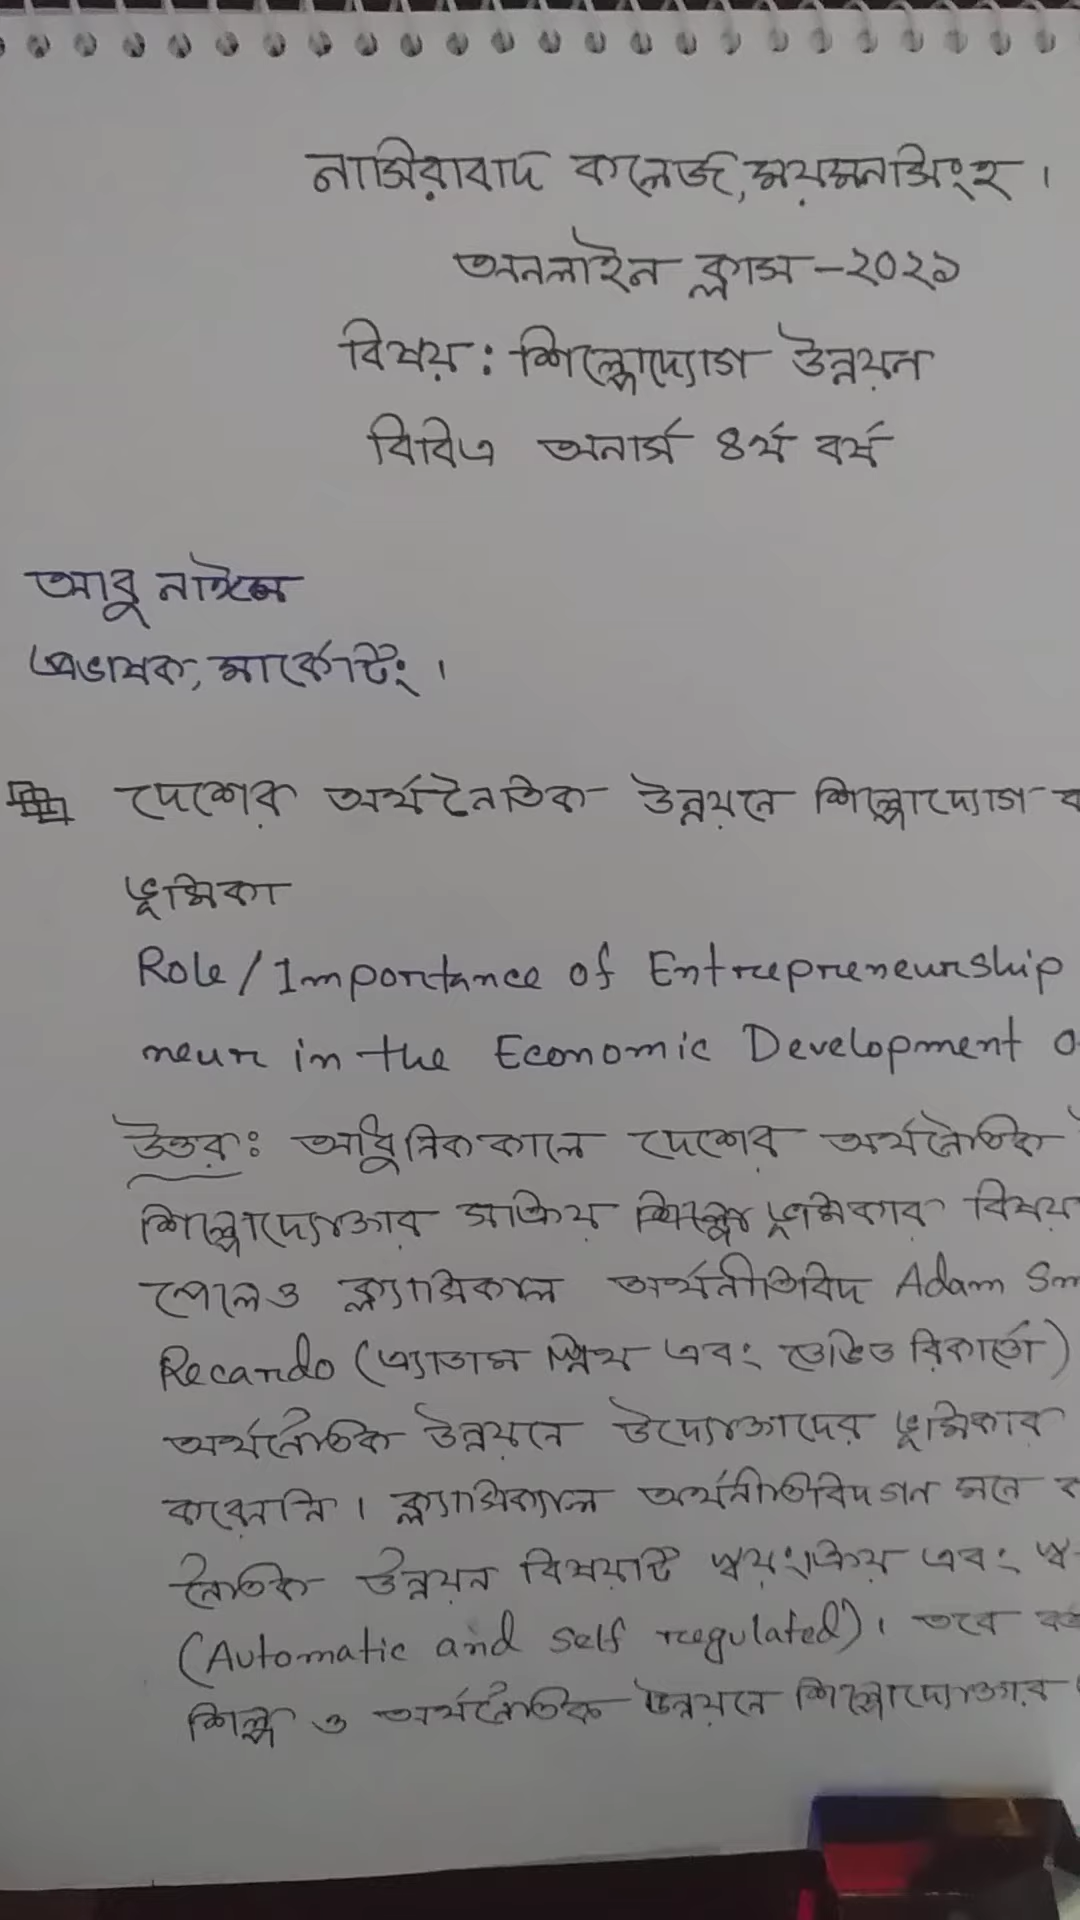 নাসিরাবাদ কলেজ, ময়মনসিংহ ।
অনলাইন ক্লাস -২০২১
বিষয় : শিল্পোদ্যোগ উন্নয়ন
বিবিএ অনার্স ৪র্থ বর্ষ
আবু নাঈম
প্রভাষক, মার্কেটিং ।
দেশের অর্থনৈতিক উন্নয়নে শিল্পোদ্যোগ
ভূমিকা
Role/Importance of Entrepreneurship
neur in the Economic Development
উত্তর : আধুনিককালে দেশের অর্থনৈতিক
শিল্পোদ্যোক্তার সক্রিয় শিল্পে ভূমিকার বিষয়
পেলেও ক্ল্যাসিকাল অর্থনীতিবিদ Adam Sm
Recardo (এ্যাডাম স্মিথ এবং ডেভিড রিকার্ডো)
অর্থনৈতিক উন্নয়নে উদ্যোক্তাদের ভূমিকার
করেননি । ক্ল্যাসিক্যাল অর্থনীতিবিদগন মনে
নৈতিক উন্নয়ন বিষয়টি স্বয়ংক্রিয় এবং স্ব-
(Automatic and self regulated) । তবে
শিল্প ও অর্থনৈতিক উন্নয়নে শিল্পোদ্যোক্তার